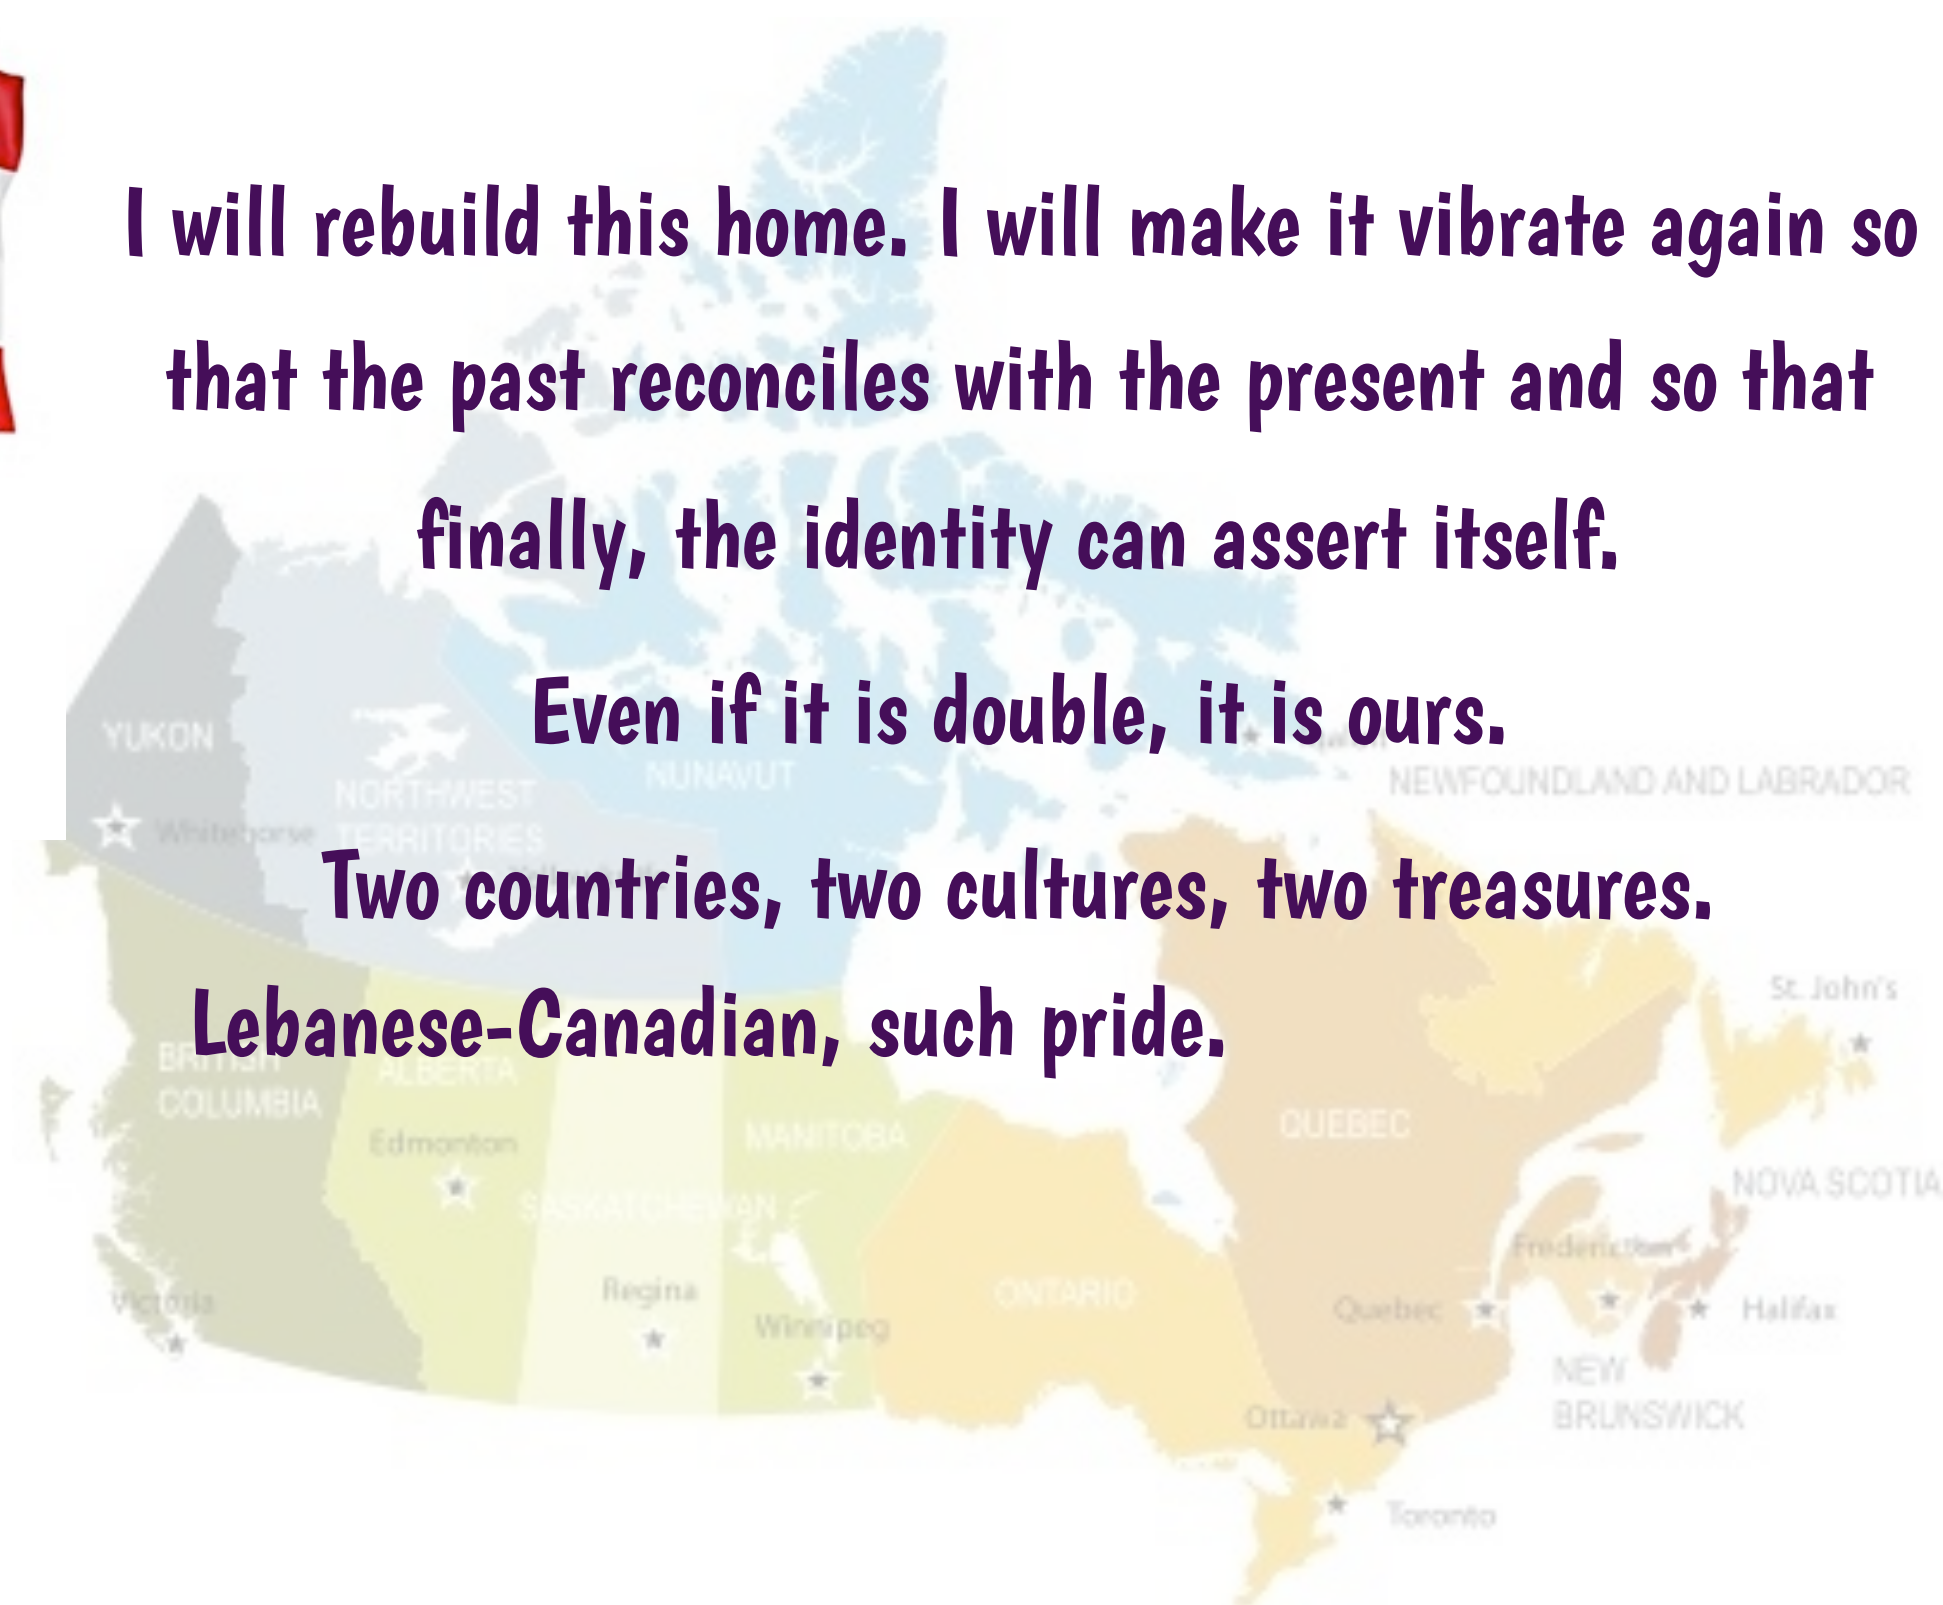 I will rebuild this home. I will make it vibrate again so
that the past reconciles with the present and so that
finally, the identity can assert itself.
Even if it is double, it is ours.
YUKON
NUNAVUT
NEWFOUNDLAND AND LABRADOR
NORTHWEST
TERRITORIES
Whitehorse
Two countries, two cultures, two treasures.
St. John's
Lebanese-Canadian, such pride.
BRITISH
COLUMBIA
ALBERTA
Edmonton
MANITOBA
QUEBEC
NOVA SCOTIA
SASKATCHEWAN
Fredericton
Victoria
Regina
ONTARIO
Quebec
Halifax
Winnipeg
NEW
BRUNSWICK
Ottawa
Toronto